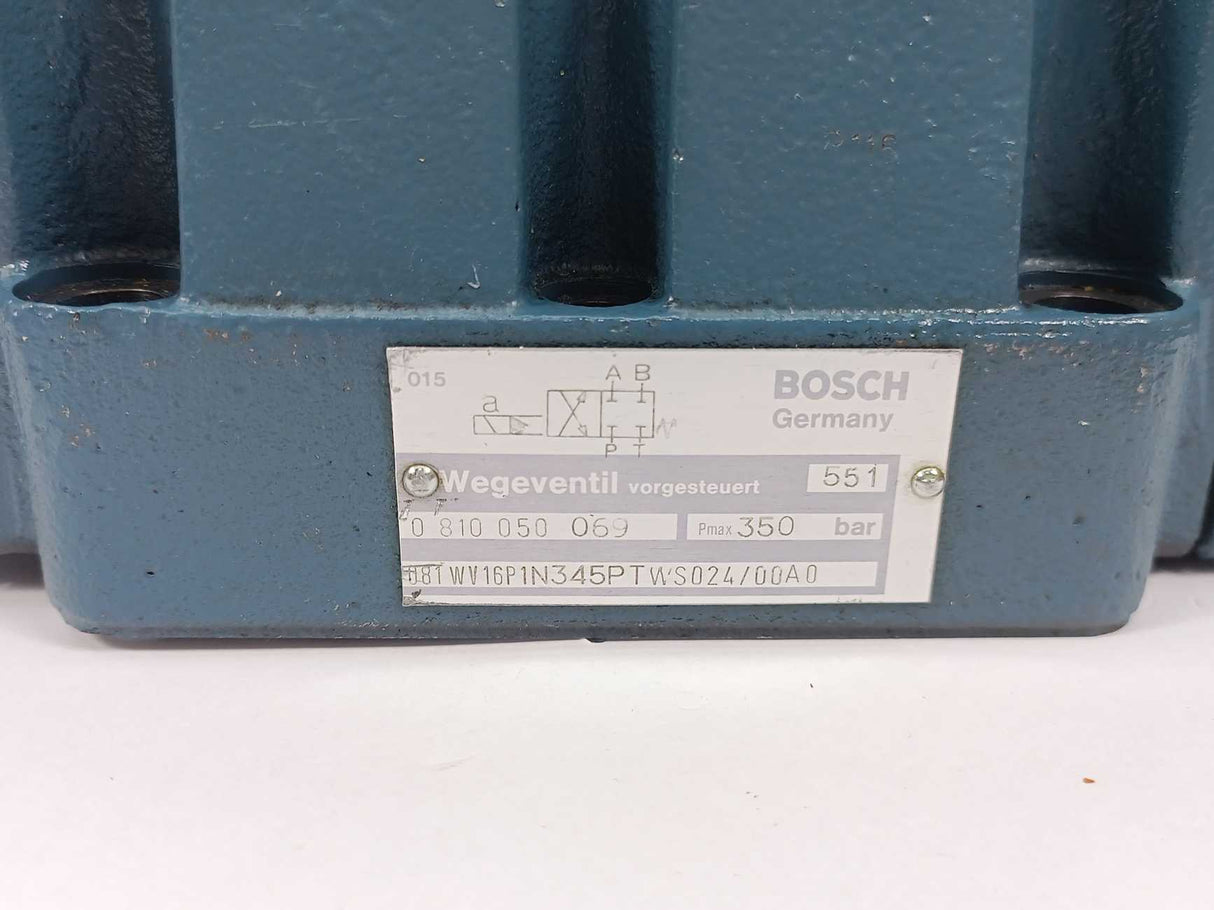 015
A B
BOSCH
a
Germany
P T
Wegeventil vorgesteuert
551
0 810 050 069
Pmax 350 bar
081WV16P1N345PTWS024/00A0